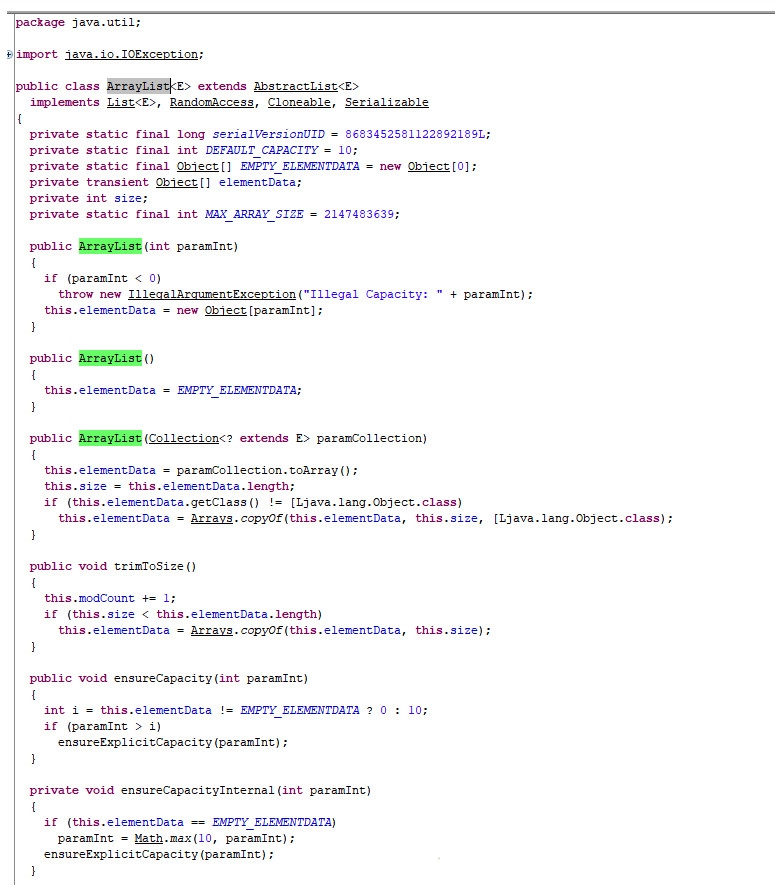 package java.util;
import java.io.IOException;
public class ArrayList<E> extends AbstractList<E>
implements List<E>, RandomAccess, Cloneable, Serializable
{
private static final long serialVersionUID = 8683452581122892189L;
private static final int DEFAULT_CAPACITY = 10;
private static final Object[] EMPTY_ELEMENTDATA = new Object[0];
private transient Object[] elementData;
private int size;
private static final int MAX_ARRAY_SIZE = 2147483639;
public ArrayList(int paramInt)
{
if (paramInt < 0)
throw new IllegalArgumentException("Illegal Capacity: " + paramInt);
this.elementData = new Object[paramInt];
}
public ArrayList()
{
this.elementData = EMPTY_ELEMENTDATA;
}
public ArrayList(Collection<? extends E> paramCollection)
{
this.elementData = paramCollection.toArray();
this.size = this.elementData.length;
if (this.elementData.getClass() != [Ljava.lang.Object.class)
this.elementData = Arrays.copyOf(this.elementData, this.size, [Ljava.lang.Object.class);
}
public void trimToSize()
{
this.modCount += 1;
if (this.size < this.elementData.length)
this.elementData = Arrays.copyOf(this.elementData, this.size);
}
public void ensureCapacity(int paramInt)
{
int i = this.elementData != EMPTY_ELEMENTDATA ? 0 : 10;
if (paramInt > i)
ensureExplicitCapacity(paramInt);
}
private void ensureCapacityInternal(int paramInt)
{
if (this.elementData == EMPTY_ELEMENTDATA)
paramInt = Math.max(10, paramInt);
ensureExplicitCapacity(paramInt);
}